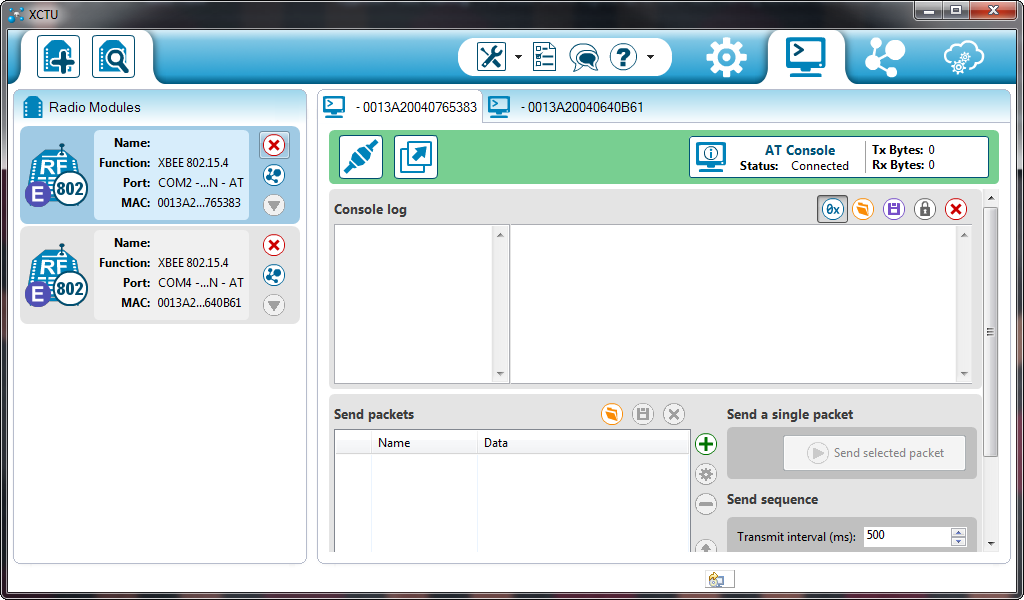 XCTU
Radio Modules
Name:
Function: XBEE 802.15.4
Port: COM2 -...N - AT
MAC: 0013A2...765383
RF
E 802
Name:
Function: XBEE 802.15.4
Port: COM4 -...N - AT
MAC: 0013A2...640B61
RF
E 802
- 0013A20040765383
- 0013A20040640B61
AT Console
Status: Connected
Tx Bytes: 0
Rx Bytes: 0
Console log
0x
Send packets
Name Data
Send a single packet
Send selected packet
Send sequence
Transmit interval (ms): 500